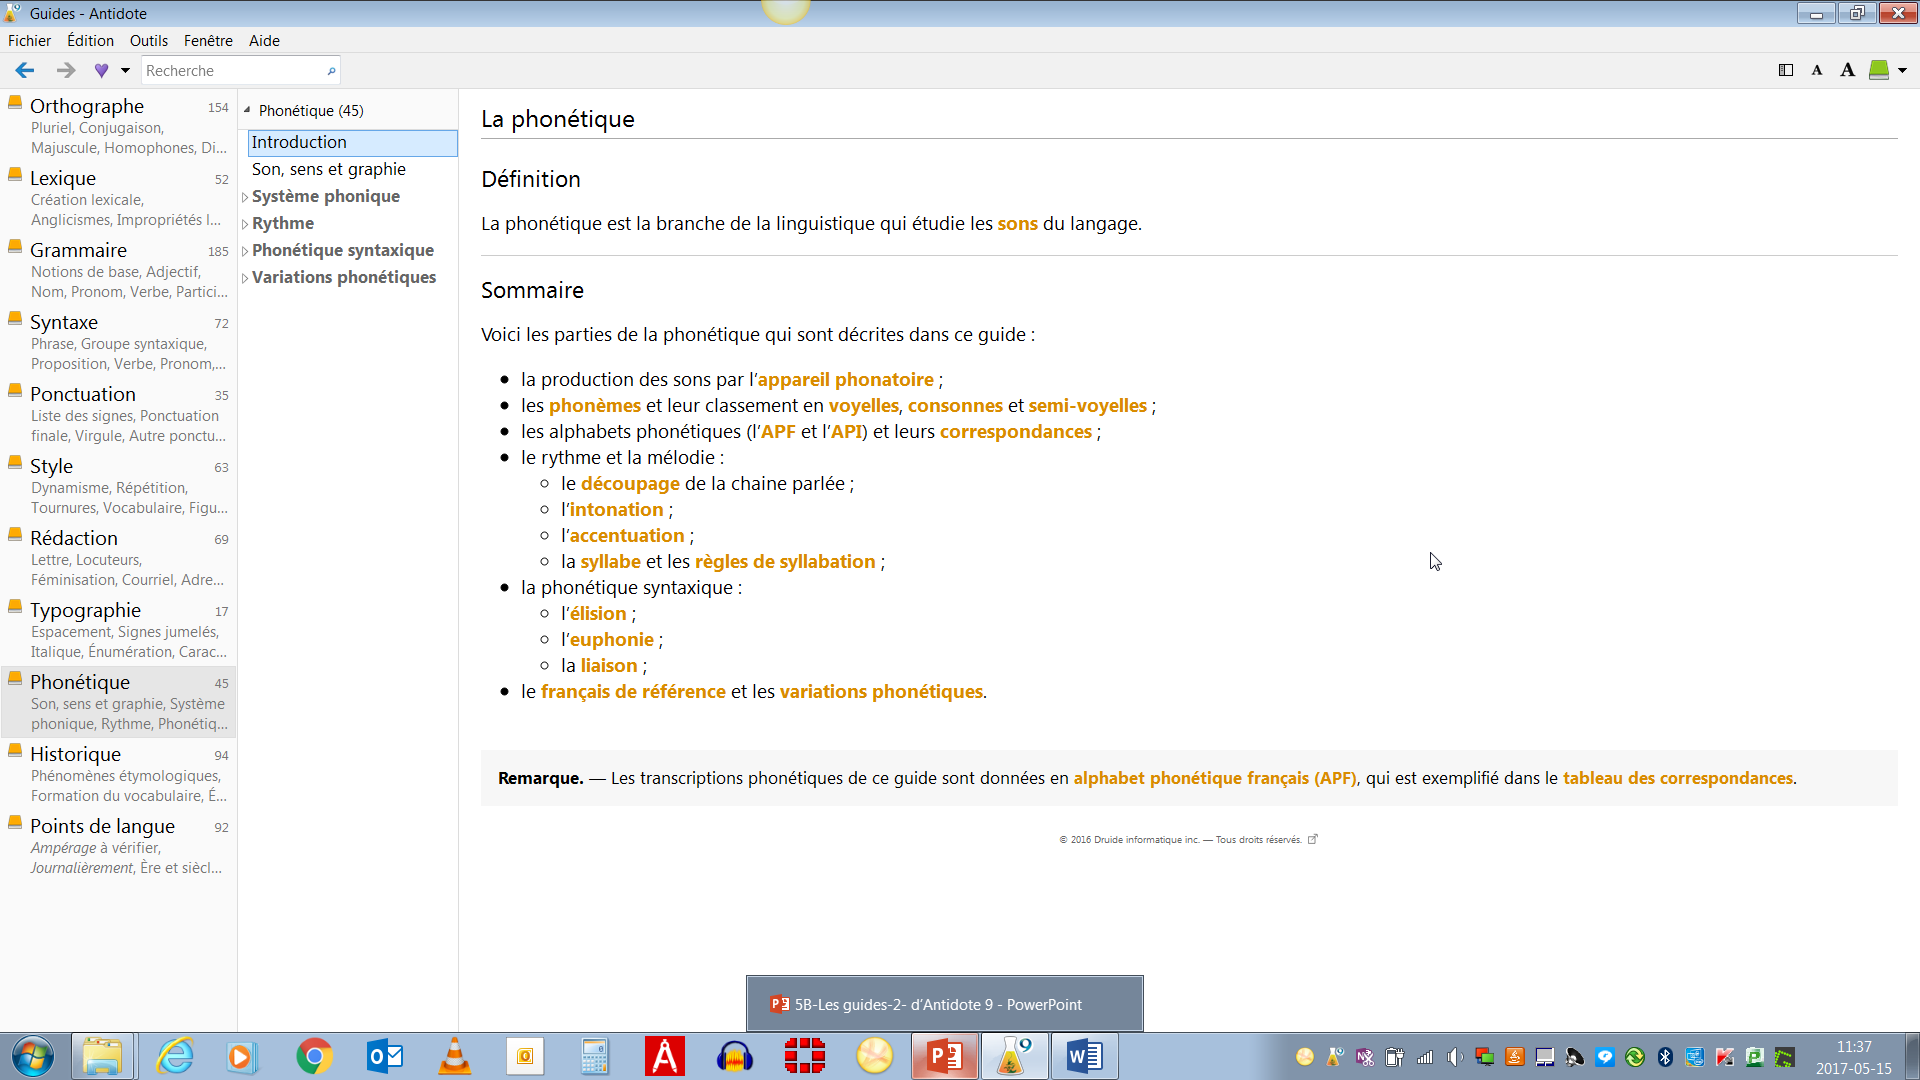 Guides - Antidote
Fichier Édition Outils Fenêtre Aide
Recherche
A A
Orthographe 154
Pluriel, Conjugaison,
Majuscule, Homophones, Di...
Lexique 52
Création lexicale,
Anglicismes, Impropriétés l...
Grammaire 185
Notions de base, Adjectif,
Nom, Pronom, Verbe, Partici...
Syntaxe 72
Phrase, Groupe syntaxique,
Proposition, Verbe, Pronom,...
Ponctuation 35
Liste des signes, Ponctuation
finale, Virgule, Autre ponctu...
Style 63
Dynamisme, Répétition,
Tournures, Vocabulaire, Figu...
Rédaction 69
Lettre, Locuteurs,
Féminisation, Courriel, Adre...
Typographie 17
Espacement, Signes jumelés,
Italique, Énumération, Carac...
Phonétique 45
Son, sens et graphie, Système
phonique, Rythme, Phonétiq...
Historique 94
Phénomènes étymologiques,
Formation du vocabulaire, É...
Points de langue 92
Ampérage à vérifier,
Journalièrement, Ère et siècl...
Phonétique (45)
Introduction
Son, sens et graphie
Système phonique
Rythme
Phonétique syntaxique
Variations phonétiques
La phonétique
Définition
La phonétique est la branche de la linguistique qui étudie les sons du langage.
Sommaire
Voici les parties de la phonétique qui sont décrites dans ce guide :
• la production des sons par l’appareil phonatoire ;
• les phonèmes et leur classement en voyelles, consonnes et semi-voyelles ;
• les alphabets phonétiques (l’APF et l’API) et leurs correspondances ;
• le rythme et la mélodie :
◦ le découpage de la chaine parlée ;
◦ l’intonation ;
◦ l’accentuation ;
◦ la syllabe et les règles de syllabation ;
• la phonétique syntaxique :
◦ l’élision ;
◦ l’euphonie ;
◦ la liaison ;
• le français de référence et les variations phonétiques.
Remarque. — Les transcriptions phonétiques de ce guide sont données en alphabet phonétique français (APF), qui est exemplifié dans le tableau des correspondances.
© 2016 Druide informatique inc. — Tous droits réservés.
5B-Les guides-2- d’Antidote 9 - PowerPoint
11:37
2017-05-15